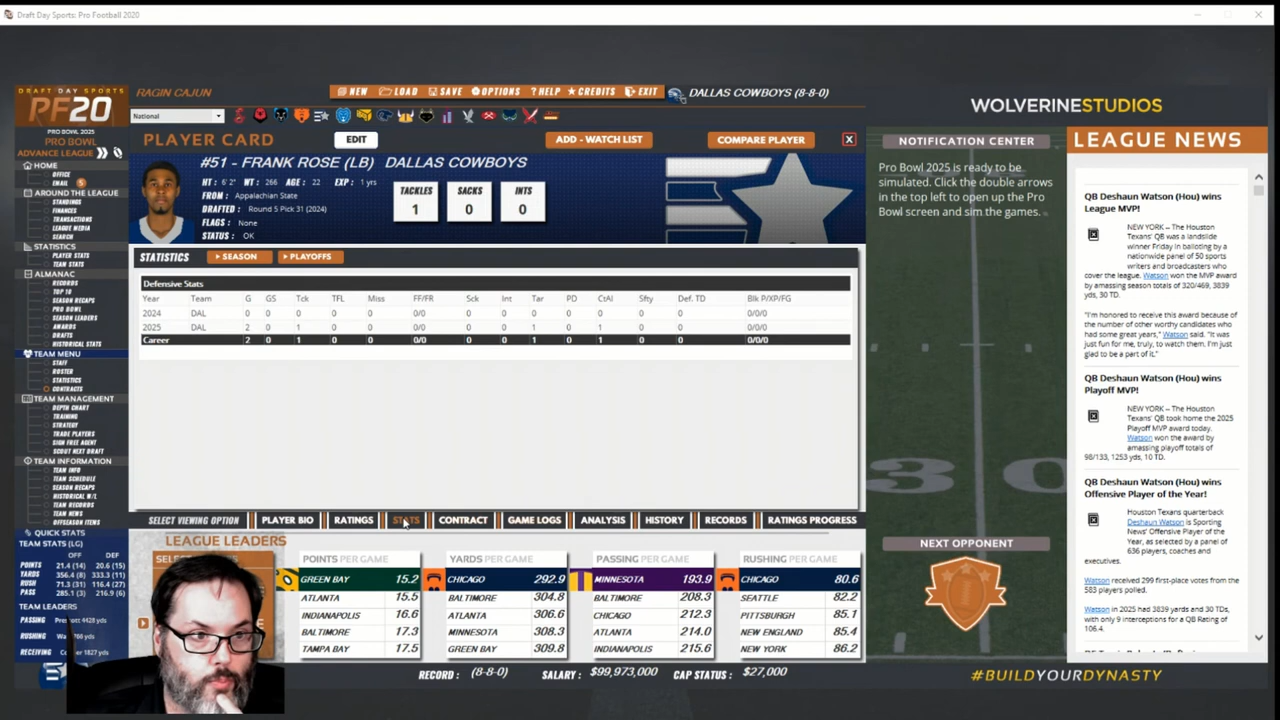 Draft Day Sports: Pro Football 2020
DRAFT DAY SPORTS
PF20
RAGIN CAJUN
NEW LOAD SAVE OPTIONS ? HELP CREDITS EXIT
DALLAS COWBOYS (8-8-0)
National
PRO BOWL 2025
PRO BOWL
ADVANCE LEAGUE
HOME
OFFICE
EMAIL 5
AROUND THE LEAGUE
STANDINGS
FINANCES
TRANSACTIONS
LEAGUE MEDIA
SEARCH
STATISTICS
PLAYER STATS
TEAM STATS
ALMANAC
RECORDS
TOP 10
SEASON RECAPS
PRO BOWL
SEASON LEADERS
AWARDS
DRAFTS
HISTORICAL STATS
TEAM MENU
STAFF
ROSTER
STATISTICS
CONTRACTS
TEAM MANAGEMENT
DEPTH CHART
TRAINING
STRATEGY
TRADE PLAYERS
SIGN FREE AGENT
SCOUT NEXT DRAFT
TEAM INFORMATION
TEAM INFO
TEAM SCHEDULE
SEASON RECAPS
HISTORICAL W/L
TEAM RECORDS
TEAM NEWS
OFFSEASON ITEMS
QUICK STATS
TEAM STATS (LG)
OFF DEF
POINTS 21.4 (14) 20.6 (15)
YARDS 356.4 (8) 333.3 (11)
RUSH 71.3 (31) 116.4 (27)
PASS 285.1 (3) 216.9 (6)
TEAM LEADERS
PASSING 4428 yds
RUSHING
RECEIVING 1827 yds
PLAYER CARD EDIT ADD - WATCH LIST COMPARE PLAYER X
#51 - FRANK ROSE (LB) DALLAS COWBOYS
HT : 6' 2" WT : 266 AGE : 22 EXP : 1 yrs
FROM : Appalachian State
DRAFTED : Round 5 Pick 31 (2024)
FLAGS : None
STATUS : OK
TACKLES SACKS INTS
1 0 0
STATISTICS SEASON PLAYOFFS
Defensive Stats
Year Team G GS Tck TFL Miss FF/FR Sck Int Tar PD CtAl Sfty Def. TD Blk P/XP/FG
2024 DAL 0 0 0 0 0 0/0 0 0 0 0 0 0 0 0/0/0
2025 DAL 2 0 1 0 0 0/0 0 0 1 0 1 0 0 0/0/0
Career 2 0 1 0 0 0/0 0 0 1 0 1 0 0 0/0/0
SELECT VIEWING OPTION PLAYER BIO RATINGS STATS CONTRACT GAME LOGS ANALYSIS HISTORY RECORDS RATINGS PROGRESS
LEAGUE LEADERS
POINTS PER GAME
GREEN BAY 15.2
ATLANTA 15.5
INDIANAPOLIS 16.6
BALTIMORE 17.3
TAMPA BAY 17.5
YARDS PER GAME
CHICAGO 292.9
BALTIMORE 304.8
ATLANTA 306.6
MINNESOTA 308.3
GREEN BAY 309.8
PASSING PER GAME
MINNESOTA 193.9
BALTIMORE 208.3
CHICAGO 212.3
ATLANTA 214.0
INDIANAPOLIS 215.6
RUSHING PER GAME
CHICAGO 80.6
SEATTLE 82.2
PITTSBURGH 85.1
NEW ENGLAND 85.4
NEW YORK 86.2
RECORD : (8-8-0) SALARY : $99,973,000 CAP STATUS : $27,000
WOLVERINESTUDIOS
NOTIFICATION CENTER
Pro Bowl 2025 is ready to be
simulated. Click the double arrows
in the top left to open up the Pro
Bowl screen and sim the games.
3 0
NEXT OPPONENT
LEAGUE NEWS
QB Deshaun Watson (Hou) wins
League MVP!
NEW YORK -- The Houston
Texans' QB was a landslide
winner Friday in balloting by a
nationwide panel of 50 sports
writers and broadcasters who
cover the league. Watson won the MVP award
by amassing season totals of 320/469, 3839
yards, 30 TD.
"I'm honored to receive this award because of
the number of other worthy candidates who
had some great years," Watson said. "It was
just fun for me, truly, to watch them. I'm just
glad to be a part of it."
QB Deshaun Watson (Hou) wins
Playoff MVP!
NEW YORK -- The Houston
Texans' QB took home the 2025
Playoff MVP award today.
Watson won the award by
amassing playoff totals of
98/133, 1253 yds, 10 TD.
QB Deshaun Watson (Hou) wins
Offensive Player of the Year!
Houston Texans quarterback
Deshaun Watson is Sporting
News' Offensive Player of the
Year, as selected by a panel of
636 players, coaches and
executives.
Watson received 299 first-place votes from the
583 players polled.
Watson in 2025 had 3839 yards and 30 TDs,
with only 9 interceptions for a QB Rating of
106.4.
#BUILDYOURDYNASTY